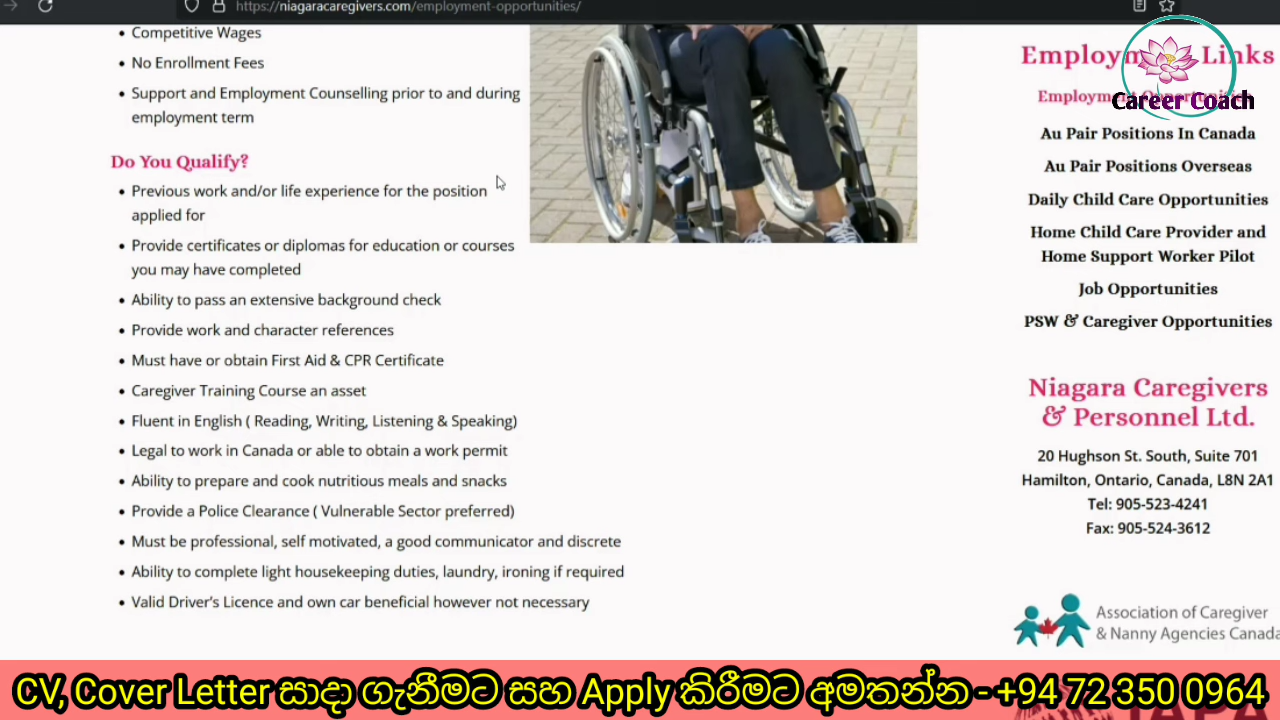 https://niagaracaregivers.com/employment-opportunities/
Competitive Wages
No Enrollment Fees
Support and Employment Counselling prior to and during
employment term
Do You Qualify?
Previous work and/or life experience for the position
applied for
Provide certificates or diplomas for education or courses
you may have completed
Ability to pass an extensive background check
Provide work and character references
Must have or obtain First Aid & CPR Certificate
Caregiver Training Course an asset
Fluent in English ( Reading, Writing, Listening & Speaking)
Legal to work in Canada or able to obtain a work permit
Ability to prepare and cook nutritious meals and snacks
Provide a Police Clearance ( Vulnerable Sector preferred)
Must be professional, self motivated, a good communicator and discrete
Ability to complete light housekeeping duties, laundry, ironing if required
Valid Driver's Licence and own car beneficial however not necessary
Employment Links
Career Coach
Employment Opportunities
Au Pair Positions In Canada
Au Pair Positions Overseas
Daily Child Care Opportunities
Home Child Care Provider and
Home Support Worker Pilot
Job Opportunities
PSW & Caregiver Opportunities
Niagara Caregivers
& Personnel Ltd.
20 Hughson St. South, Suite 701
Hamilton, Ontario, Canada, L8N 2A1
Tel: 905-523-4241
Fax: 905-524-3612
Association of Caregiver
& Nanny Agencies Canada
CV, Cover Letter සාදා ගැනීමට සහ Apply කිරීමට අමතන්න - +94 72 350 0964